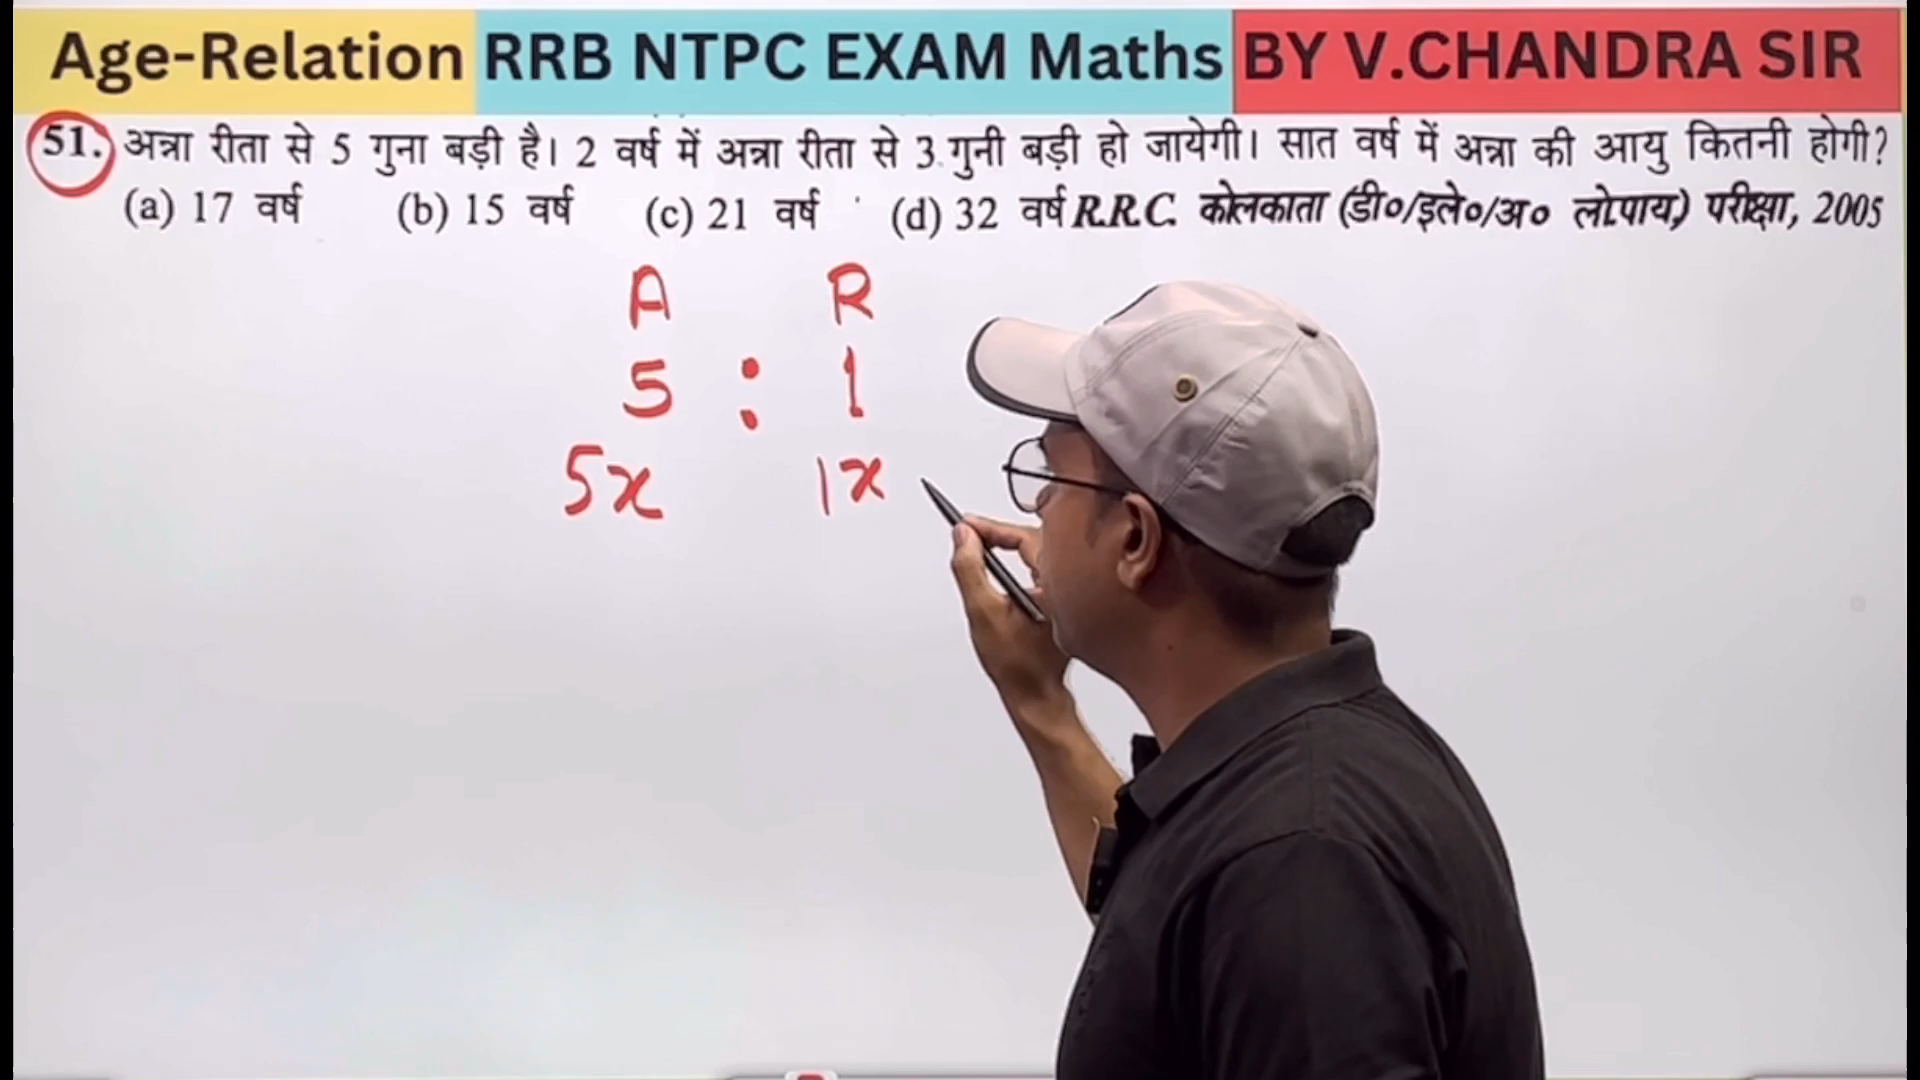 Age-Relation RRB NTPC EXAM Maths BY V.CHANDRA SIR
51. अन्ना रीता से 5 गुना बड़ी है। 2 वर्ष में अन्ना रीता से 3 गुनी बड़ी हो जायेगी। सात वर्ष में अन्ना की आयु कितनी होगी?
(a) 17 वर्ष (b) 15 वर्ष (c) 21 वर्ष (d) 32 वर्ष R.R.C. कोलकाता (डी०/इले०/अ० लोपाय) परीक्षा, 2005
A R
5 : 1
5x 1x